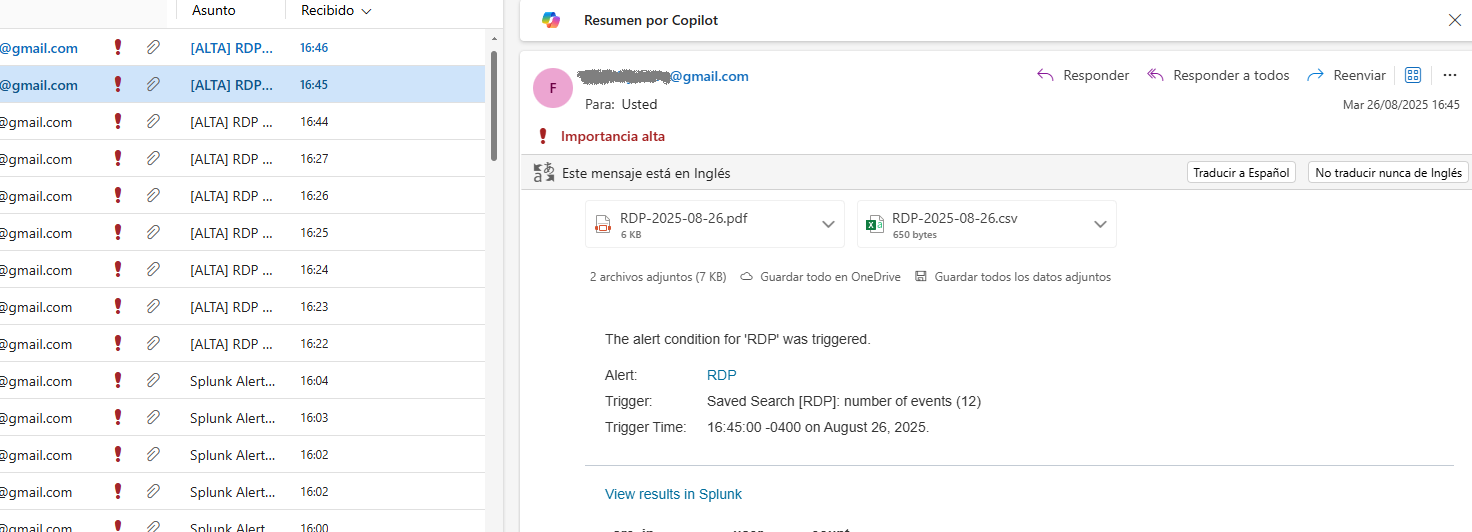 Asunto
Recibido
@gmail.com [ALTA] RDP... 16:46
@gmail.com [ALTA] RDP... 16:45
@gmail.com [ALTA] RDP ... 16:44
@gmail.com [ALTA] RDP ... 16:27
@gmail.com [ALTA] RDP ... 16:26
@gmail.com [ALTA] RDP ... 16:25
@gmail.com [ALTA] RDP ... 16:24
@gmail.com [ALTA] RDP ... 16:23
@gmail.com [ALTA] RDP ... 16:22
@gmail.com Splunk Alert... 16:04
@gmail.com Splunk Alert... 16:03
@gmail.com Splunk Alert... 16:02
@gmail.com Splunk Alert... 16:02
@gmail.com Splunk Alert... 16:00
Resumen por Copilot
F
@gmail.com
Responder
Responder a todos
Reenviar
Para: Usted
Mar 26/08/2025 16:45
Importancia alta
Este mensaje está en Inglés
Traducir a Español
No traducir nunca de Inglés
RDP-2025-08-26.pdf
6 KB
RDP-2025-08-26.csv
650 bytes
2 archivos adjuntos (7 KB)
Guardar todo en OneDrive
Guardar todos los datos adjuntos
The alert condition for 'RDP' was triggered.
Alert: RDP
Trigger: Saved Search [RDP]: number of events (12)
Trigger Time: 16:45:00 -0400 on August 26, 2025.
View results in Splunk